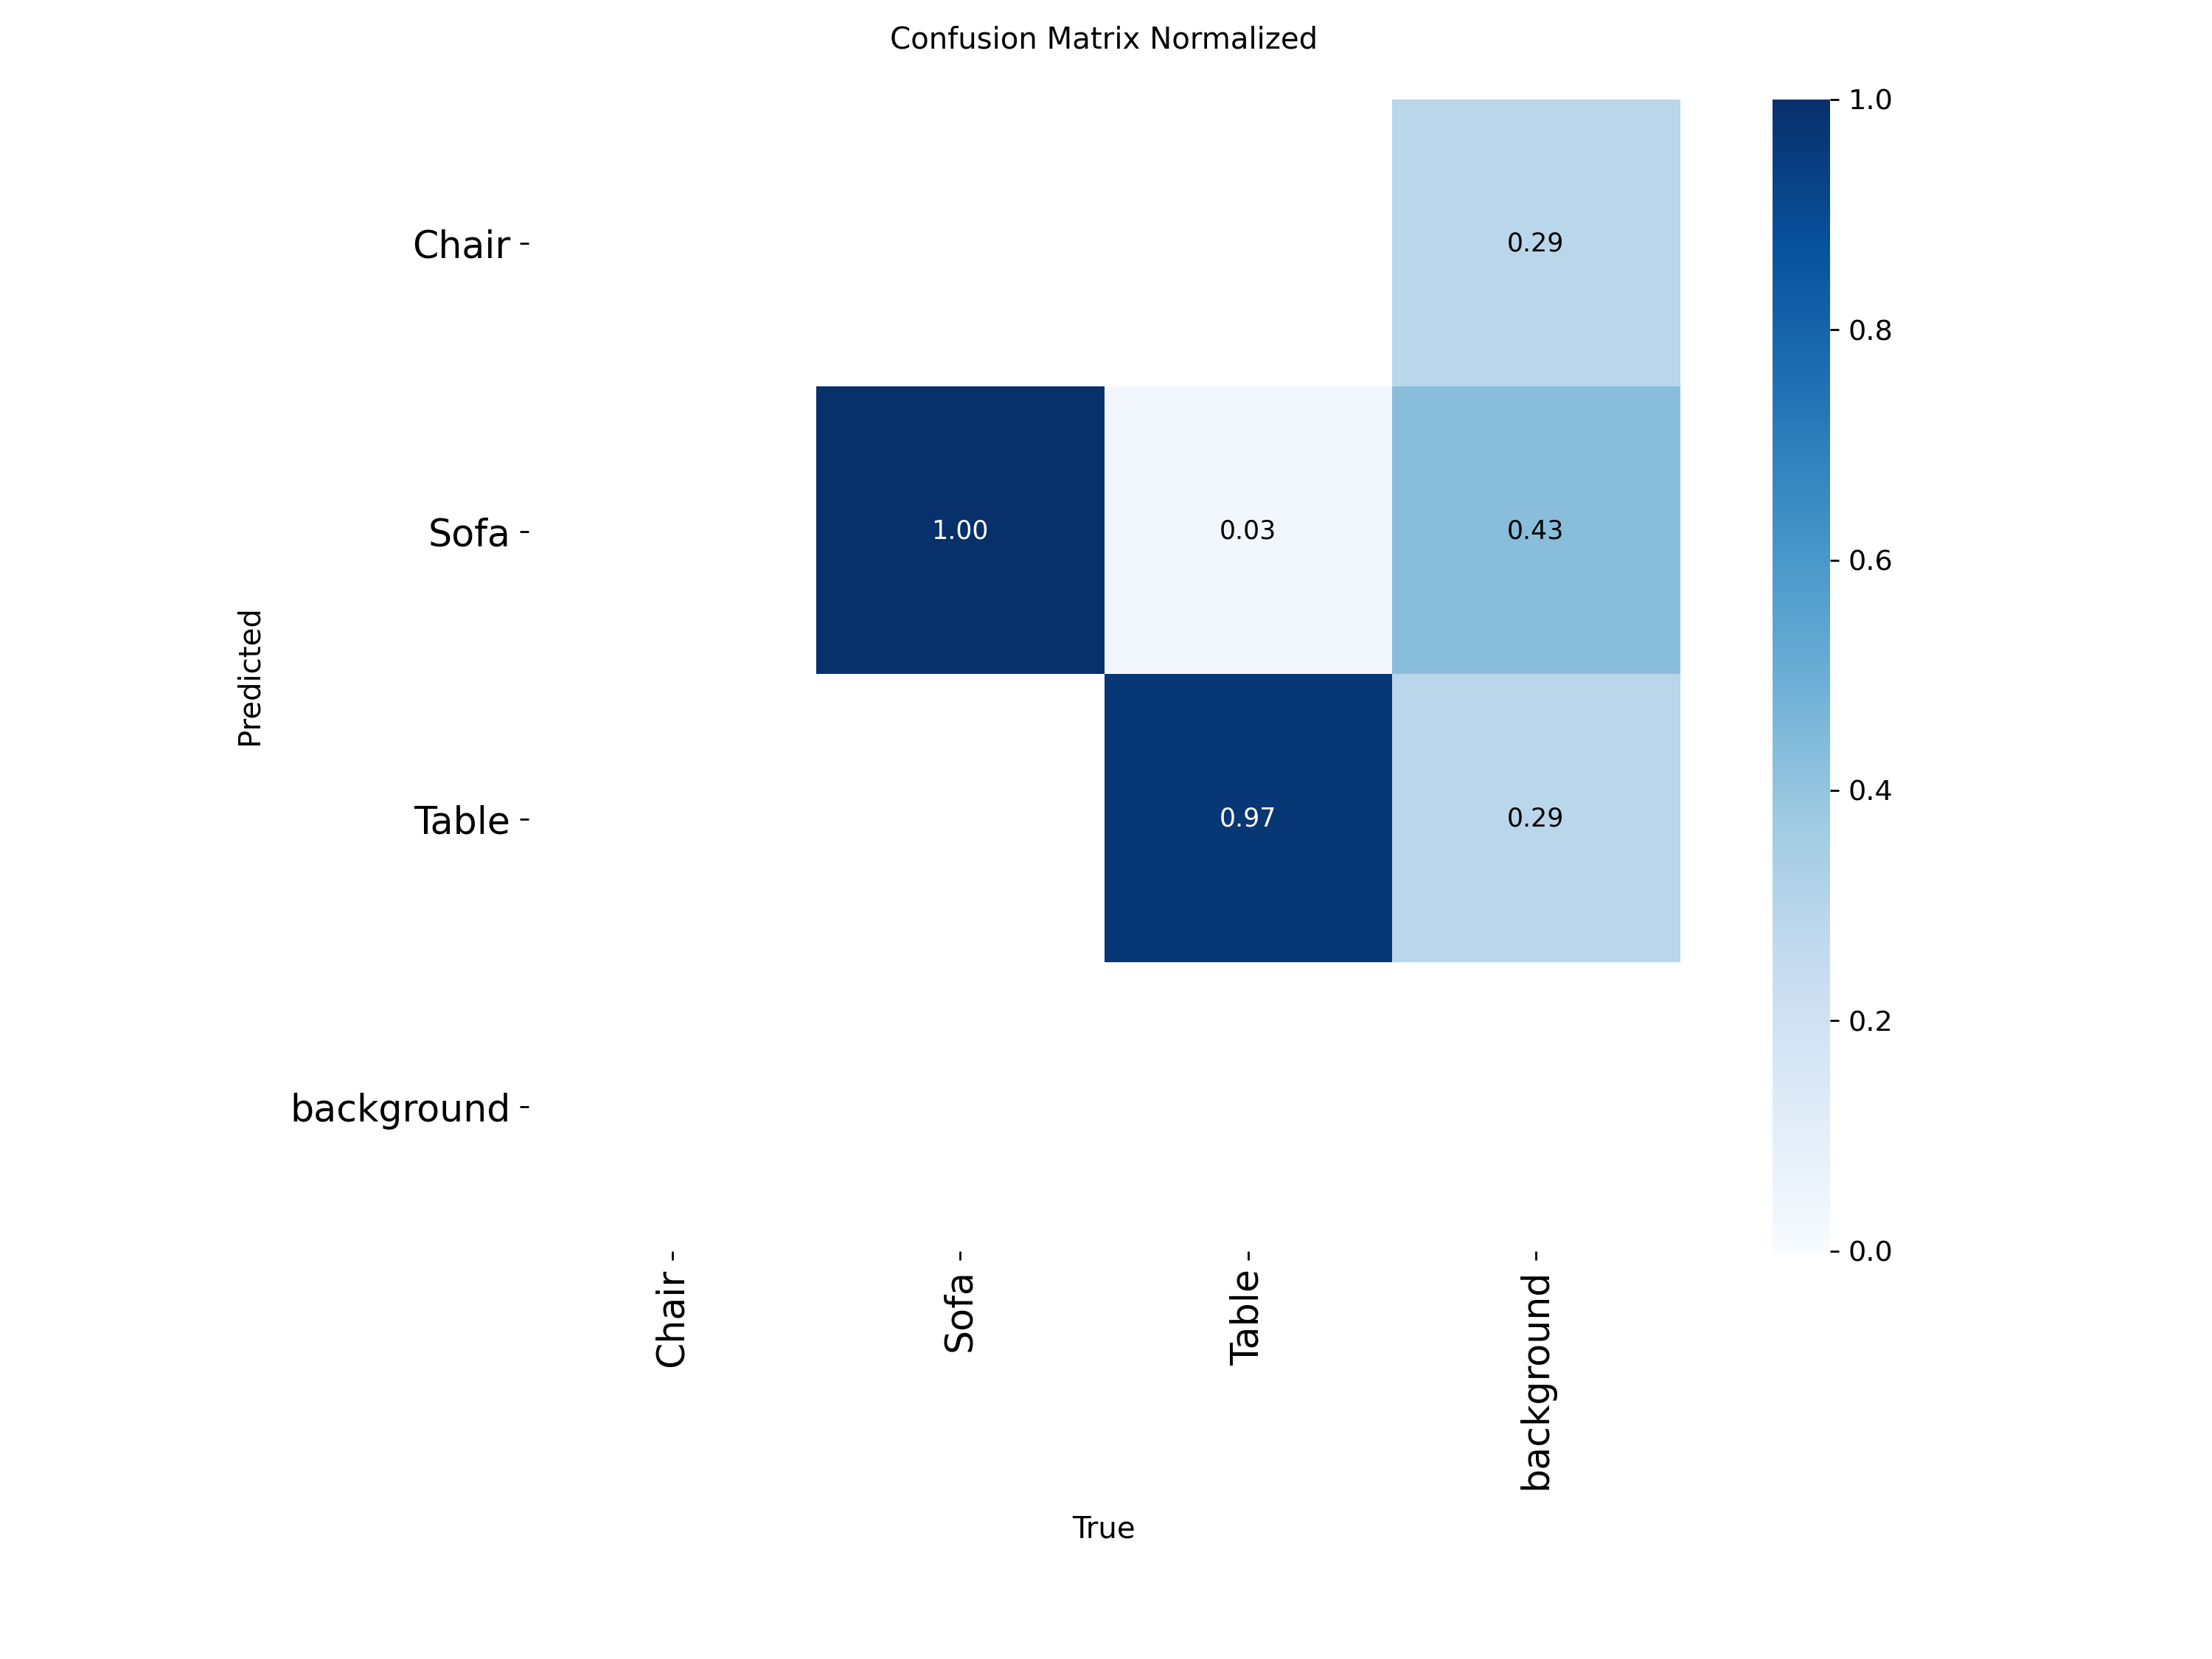 Confusion Matrix Normalized
Chair
0.29
Sofa
1.00 0.03 0.43
Table
0.97 0.29
background
Predicted
Chair
Sofa
Table
background
True
1.0
0.8
0.6
0.4
0.2
0.0